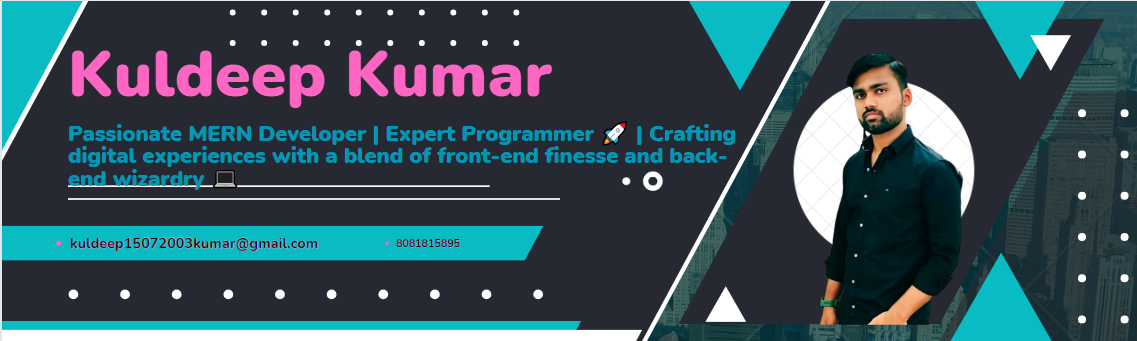 Kuldeep Kumar
Passionate MERN Developer | Expert Programmer 🚀 | Crafting
digital experiences with a blend of front-end finesse and back-
end wizardry 💻
kuldeep15072003kumar@gmail.com
8081815895